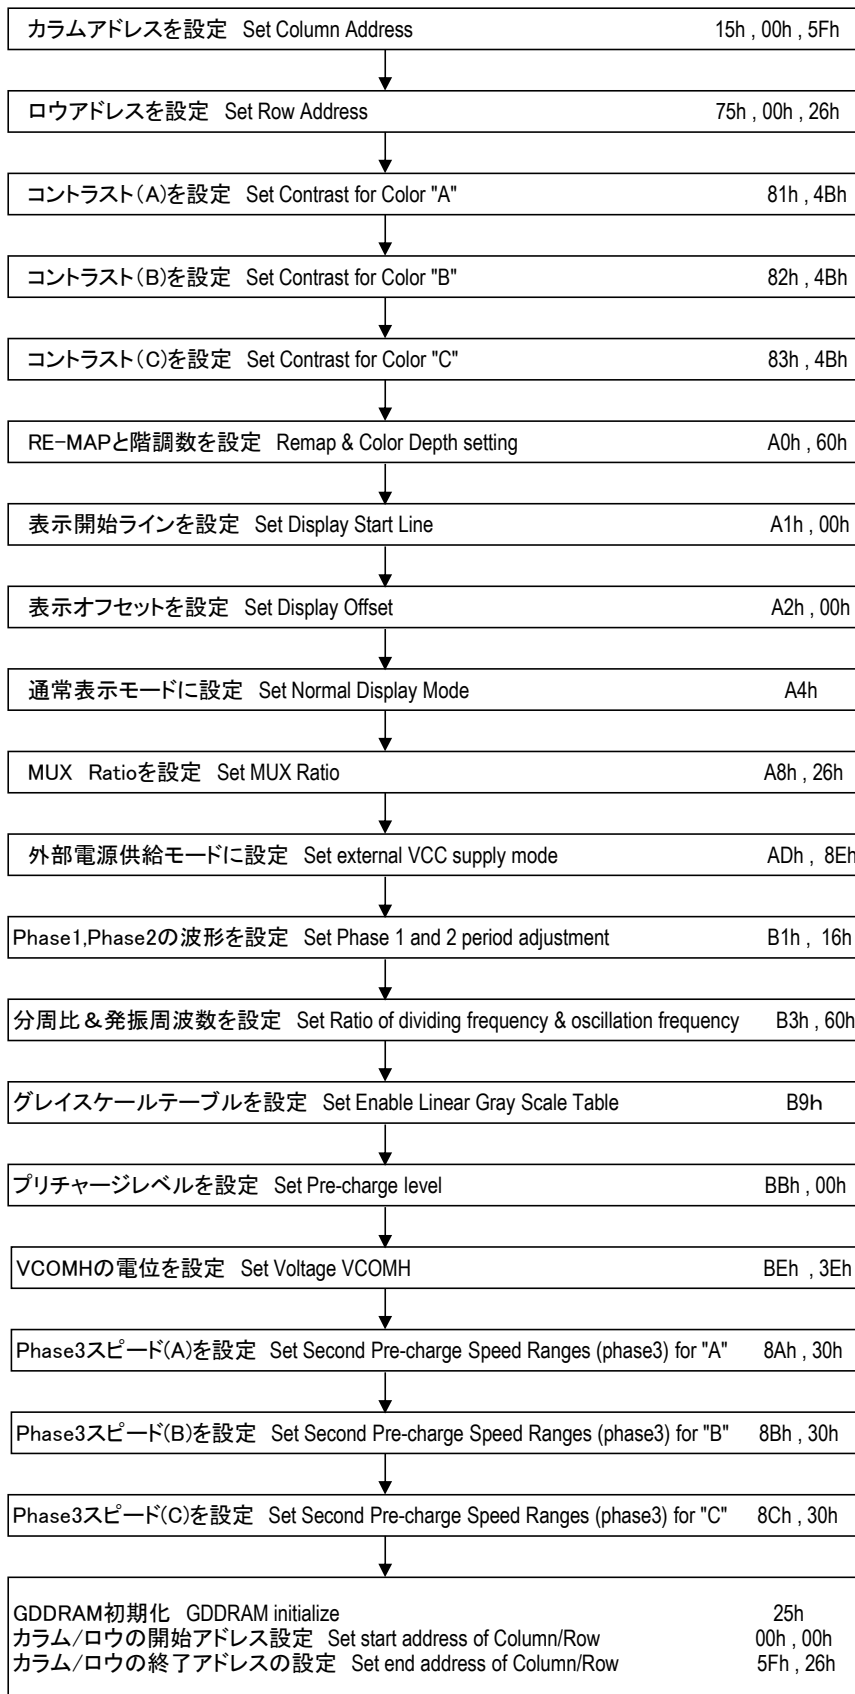 カラムアドレスを設定 Set Column Address 15h , 00h , 5Fh
ロウアドレスを設定 Set Row Address 75h , 00h , 26h
コントラスト(A)を設定 Set Contrast for Color "A" 81h , 4Bh
コントラスト(B)を設定 Set Contrast for Color "B" 82h , 4Bh
コントラスト(C)を設定 Set Contrast for Color "C" 83h , 4Bh
RE-MAPと階調数を設定 Remap & Color Depth setting A0h , 60h
表示開始ラインを設定 Set Display Start Line A1h , 00h
表示オフセットを設定 Set Display Offset A2h , 00h
通常表示モードに設定 Set Normal Display Mode A4h
MUX Ratioを設定 Set MUX Ratio A8h , 26h
外部電源供給モードに設定 Set external VCC supply mode ADh , 8Eh
Phase1,Phase2の波形を設定 Set Phase 1 and 2 period adjustment B1h , 16h
分周比&発振周波数を設定 Set Ratio of dividing frequency & oscillation frequency B3h , 60h
グレイスケールテーブルを設定 Set Enable Linear Gray Scale Table B9h
プリチャージレベルを設定 Set Pre-charge level BBh , 00h
VCOMHの電位を設定 Set Voltage VCOMH BEh , 3Eh
Phase3スピード(A)を設定 Set Second Pre-charge Speed Ranges (phase3) for "A" 8Ah , 30h
Phase3スピード(B)を設定 Set Second Pre-charge Speed Ranges (phase3) for "B" 8Bh , 30h
Phase3スピード(C)を設定 Set Second Pre-charge Speed Ranges (phase3) for "C" 8Ch , 30h
GDDRAM初期化 GDDRAM initialize 25h
カラム/ロウの開始アドレス設定 Set start address of Column/Row 00h , 00h
カラム/ロウの終了アドレスの設定 Set end address of Column/Row 5Fh , 26h